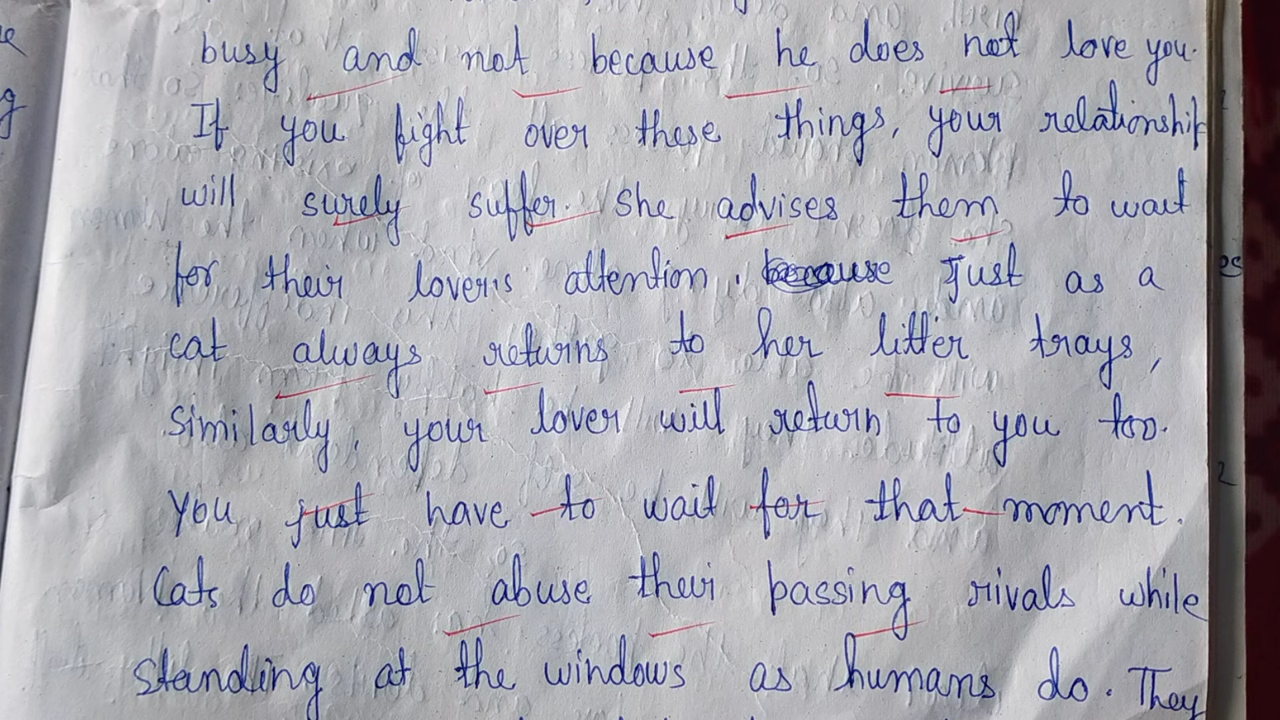 busy and not because he does not love you.
If you fight over these things, your relationship
will surely suffer. She advises them to wait
for their lover's attention. because Just as a
cat always returns to her litter trays,
Similarly, your lover will return to you too.
You just have to wait for that moment.
Cats do not abuse their passing rivals while
standing at the windows as humans do. They